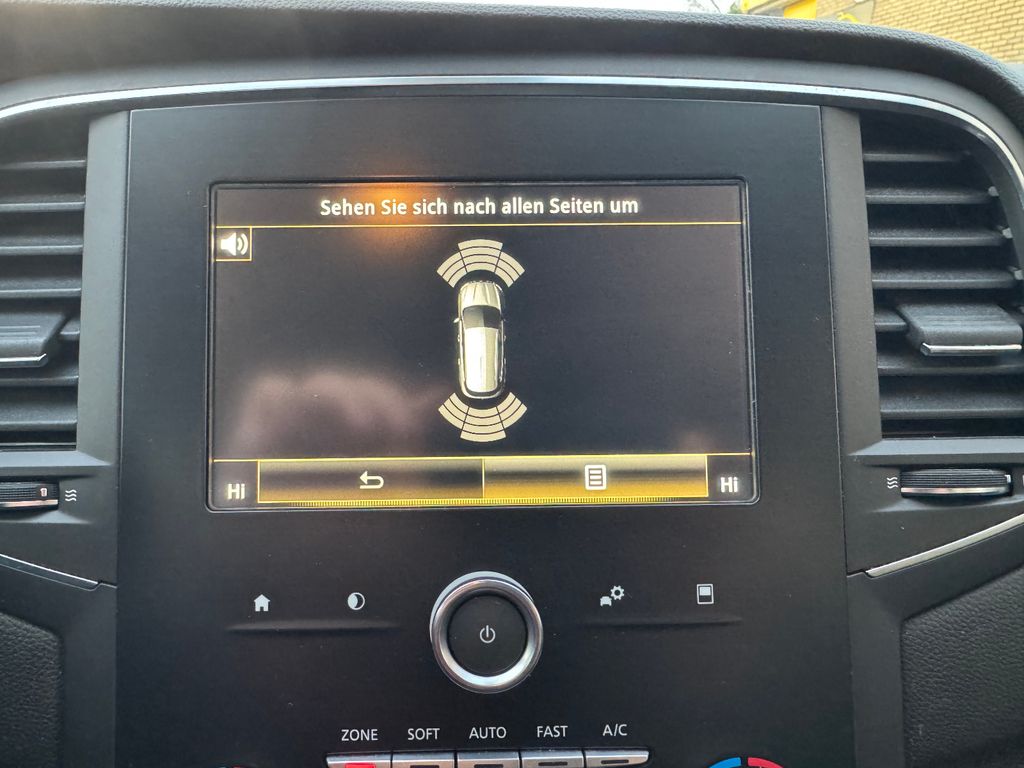 Sehen Sie sich nach allen Seiten um
Hi
Hi
ZONE SOFT AUTO FAST A/C